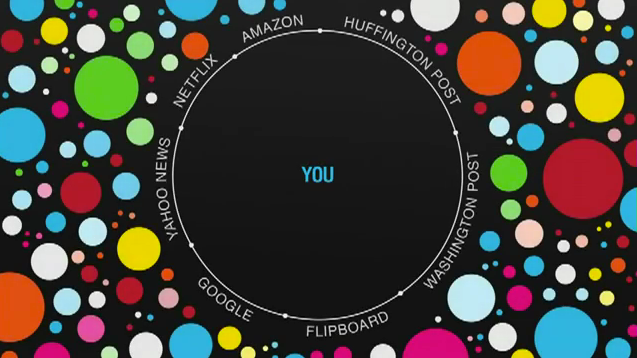 AMAZON
HUFFINGTON POST
NETFLIX
YOU
YAHOO NEWS
WASHINGTON POST
GOOGLE
FLIPBOARD